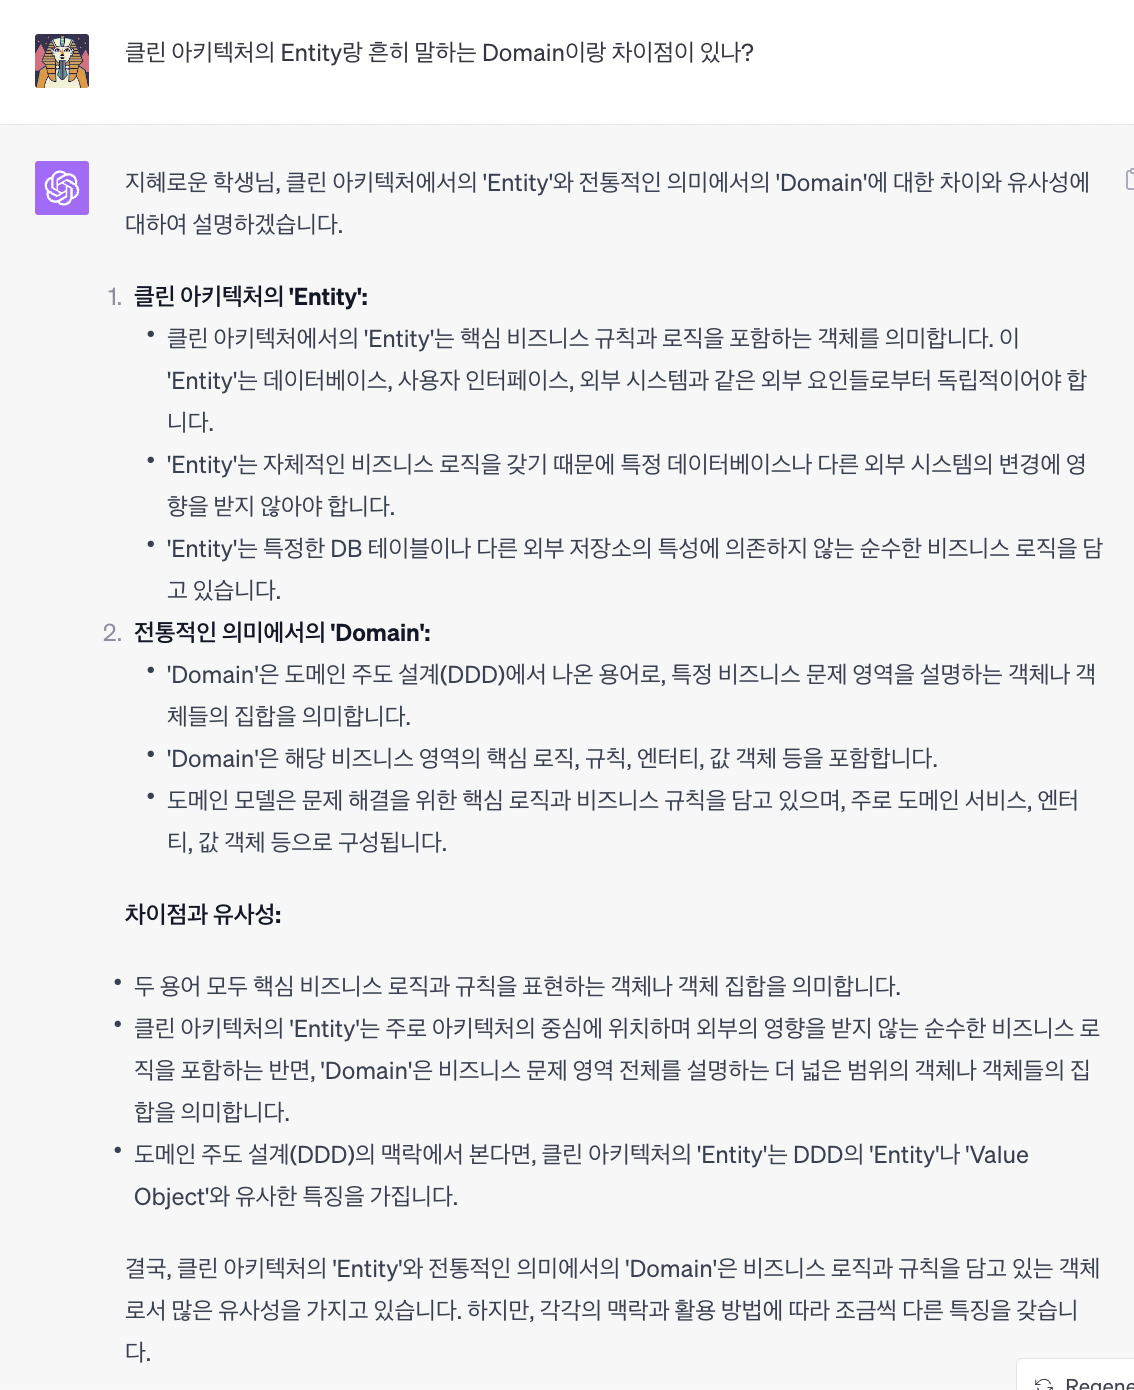 클린 아키텍처의 Entity랑 흔히 말하는 Domain이랑 차이점이 있나?
지혜로운 학생님, 클린 아키텍처에서의 'Entity'와 전통적인 의미에서의 'Domain'에 대한 차이와 유사성에
대하여 설명하겠습니다.
1. 클린 아키텍처의 'Entity':
• 클린 아키텍처에서의 'Entity'는 핵심 비즈니스 규칙과 로직을 포함하는 객체를 의미합니다. 이
'Entity'는 데이터베이스, 사용자 인터페이스, 외부 시스템과 같은 외부 요인들로부터 독립적이어야 합
니다.
• 'Entity'는 자체적인 비즈니스 로직을 갖기 때문에 특정 데이터베이스나 다른 외부 시스템의 변경에 영
향을 받지 않아야 합니다.
• 'Entity'는 특정한 DB 테이블이나 다른 외부 저장소의 특성에 의존하지 않는 순수한 비즈니스 로직을 담
고 있습니다.
2. 전통적인 의미에서의 'Domain':
• 'Domain'은 도메인 주도 설계(DDD)에서 나온 용어로, 특정 비즈니스 문제 영역을 설명하는 객체나 객
체들의 집합을 의미합니다.
• 'Domain'은 해당 비즈니스 영역의 핵심 로직, 규칙, 엔터티, 값 객체 등을 포함합니다.
• 도메인 모델은 문제 해결을 위한 핵심 로직과 비즈니스 규칙을 담고 있으며, 주로 도메인 서비스, 엔터
티, 값 객체 등으로 구성됩니다.
차이점과 유사성:
• 두 용어 모두 핵심 비즈니스 로직과 규칙을 표현하는 객체나 객체 집합을 의미합니다.
• 클린 아키텍처의 'Entity'는 주로 아키텍처의 중심에 위치하며 외부의 영향을 받지 않는 순수한 비즈니스 로
직을 포함하는 반면, 'Domain'은 비즈니스 문제 영역 전체를 설명하는 더 넓은 범위의 객체나 객체들의 집
합을 의미합니다.
• 도메인 주도 설계(DDD)의 맥락에서 본다면, 클린 아키텍처의 'Entity'는 DDD의 'Entity'나 'Value
Object'와 유사한 특징을 가집니다.
결국, 클린 아키텍처의 'Entity'와 전통적인 의미에서의 'Domain'은 비즈니스 로직과 규칙을 담고 있는 객체
로서 많은 유사성을 가지고 있습니다. 하지만, 각각의 맥락과 활용 방법에 따라 조금씩 다른 특징을 갖습니
다.